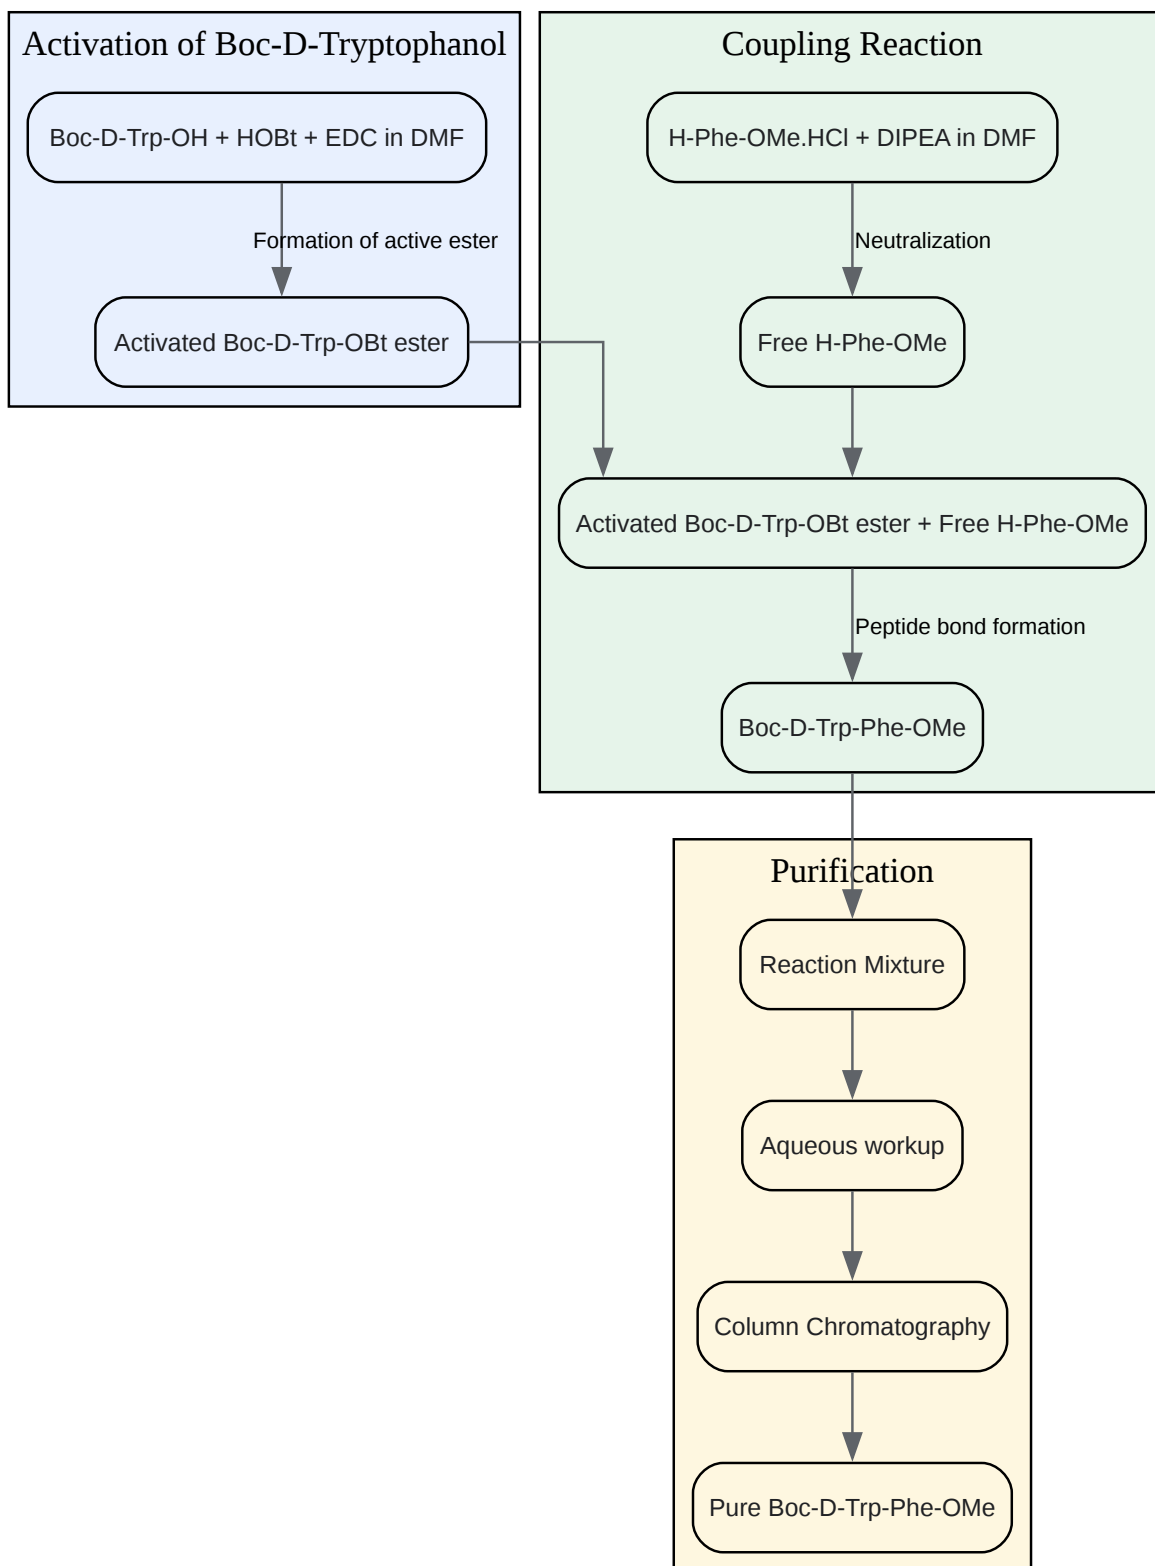 Activation of Boc-D-Tryptophanol
Boc-D-Trp-OH + HOBt + EDC in DMF
Formation of active ester
Activated Boc-D-Trp-OBt ester
Coupling Reaction
H-Phe-OMe.HCl + DIPEA in DMF
Neutralization
Free H-Phe-OMe
Activated Boc-D-Trp-OBt ester + Free H-Phe-OMe
Peptide bond formation
Boc-D-Trp-Phe-OMe
Purification
Reaction Mixture
Aqueous workup
Column Chromatography
Pure Boc-D-Trp-Phe-OMe